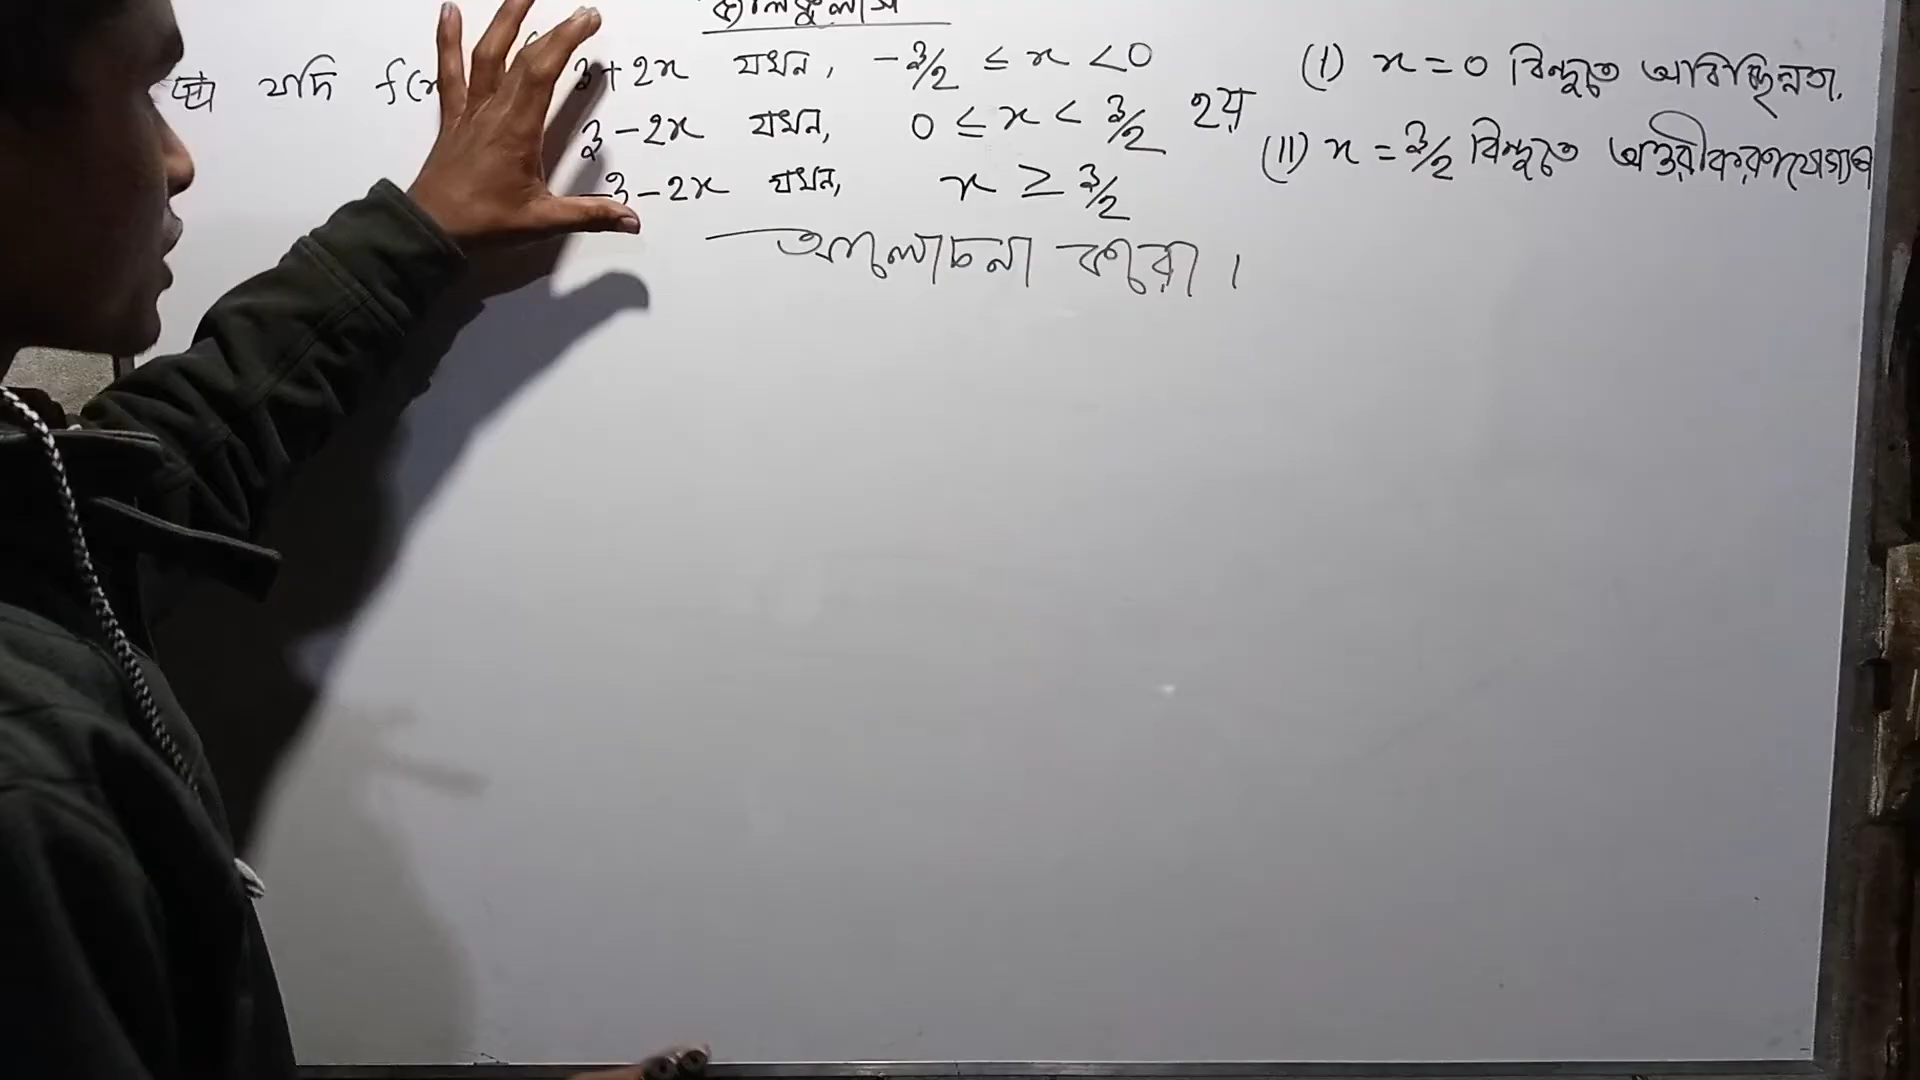 ক্যালকুলাস
যদি f(x 3+2x যখন, -3/2 ≤ x < 0
3-2x যখন, 0 ≤ x < 3/2 হয়
-3-2x যখন, x ≥ 3/2
(I) x = 0 বিন্দুতে অবিচ্ছিন্নতা.
(II) x = 3/2 বিন্দুতে অন্তরীকরণযোগ্যতা
আলোচনা করো।